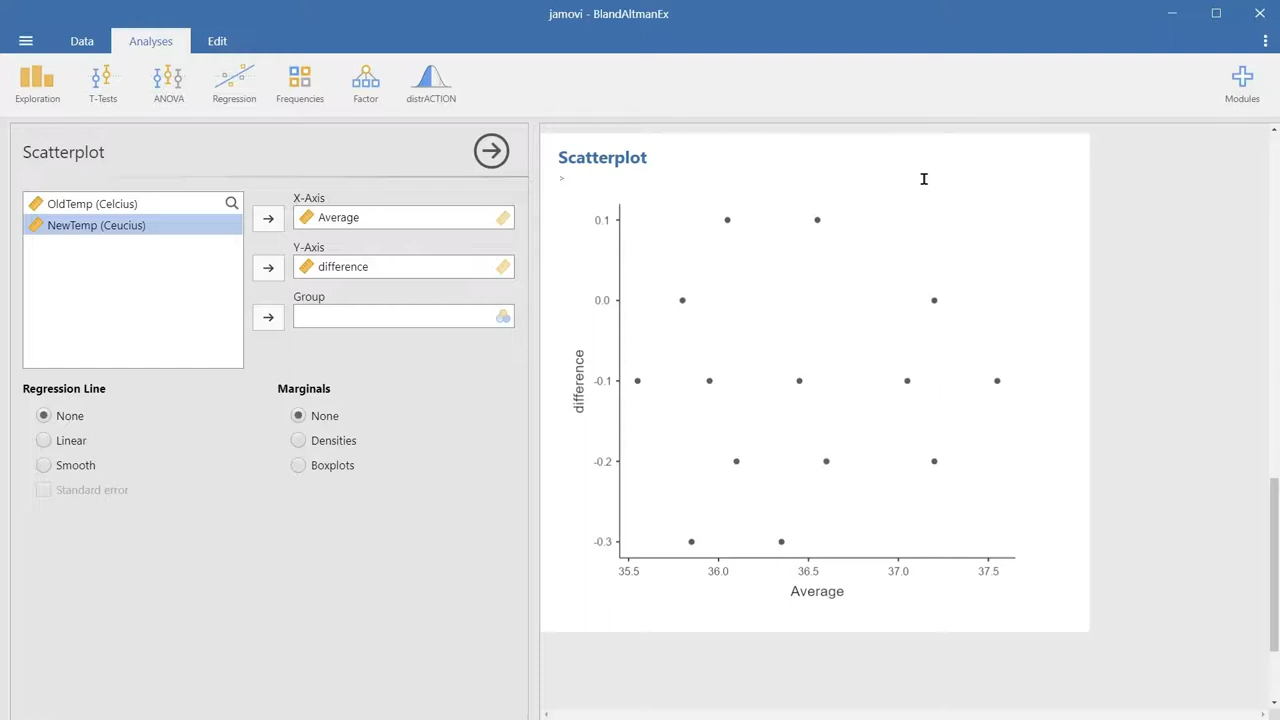 jamovi - BlandAltmanEx
Data
Analyses
Edit
Exploration
T-Tests
ANOVA
Regression
Frequencies
Factor
distrACTION
Modules
Scatterplot
OldTemp (Celcius)
NewTemp (Ceucius)
X-Axis
Average
Y-Axis
difference
Group
Regression Line
None
Linear
Smooth
Standard error
Marginals
None
Densities
Boxplots
Scatterplot
>
0.1
0.0
-0.1
-0.2
-0.3
difference
35.5 36.0 36.5 37.0 37.5
Average